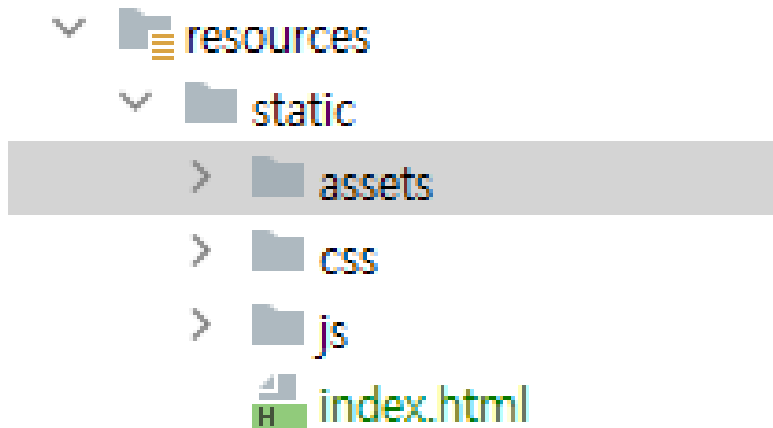 resources
static
assets
css
js
H index.html